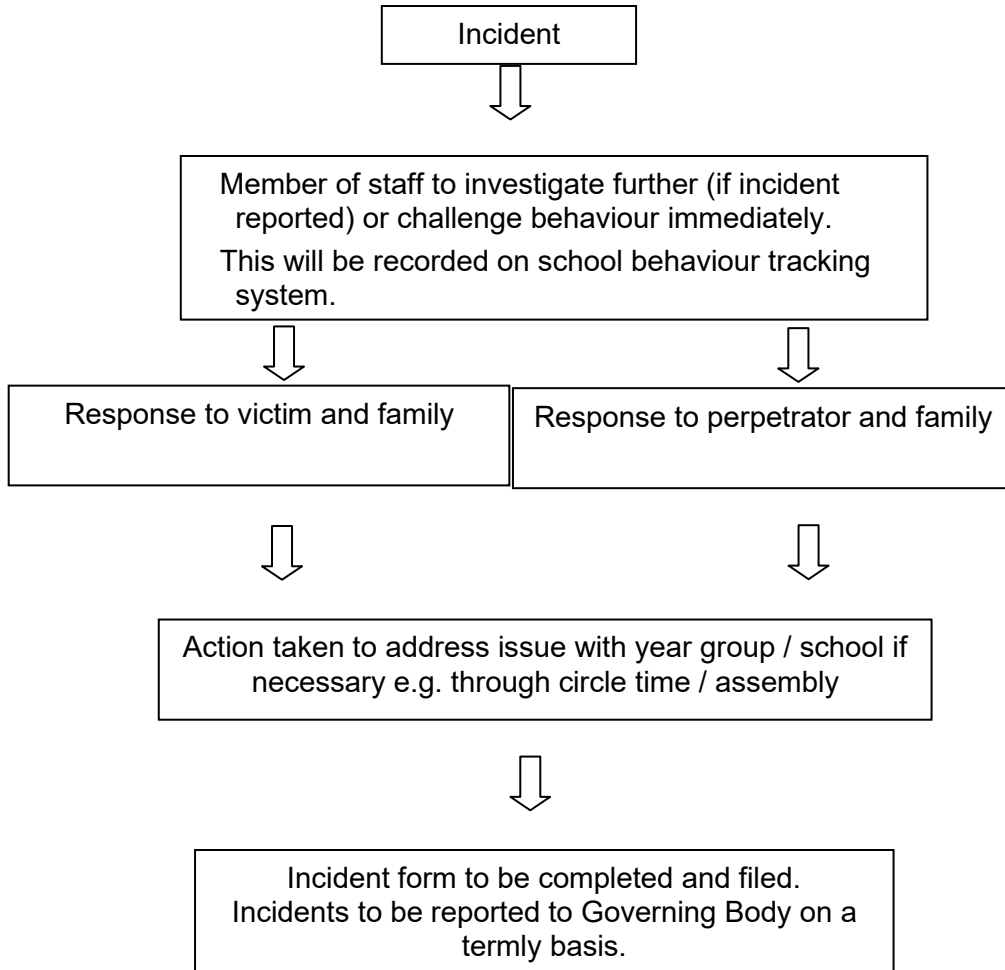 Incident
Member of staff to investigate further (if incident
reported) or challenge behaviour immediately.
This will be recorded on school behaviour tracking
system.
Response to victim and family
Response to perpetrator and family
Action taken to address issue with year group / school if
necessary e.g. through circle time / assembly
Incident form to be completed and filed.
Incidents to be reported to Governing Body on a
termly basis.